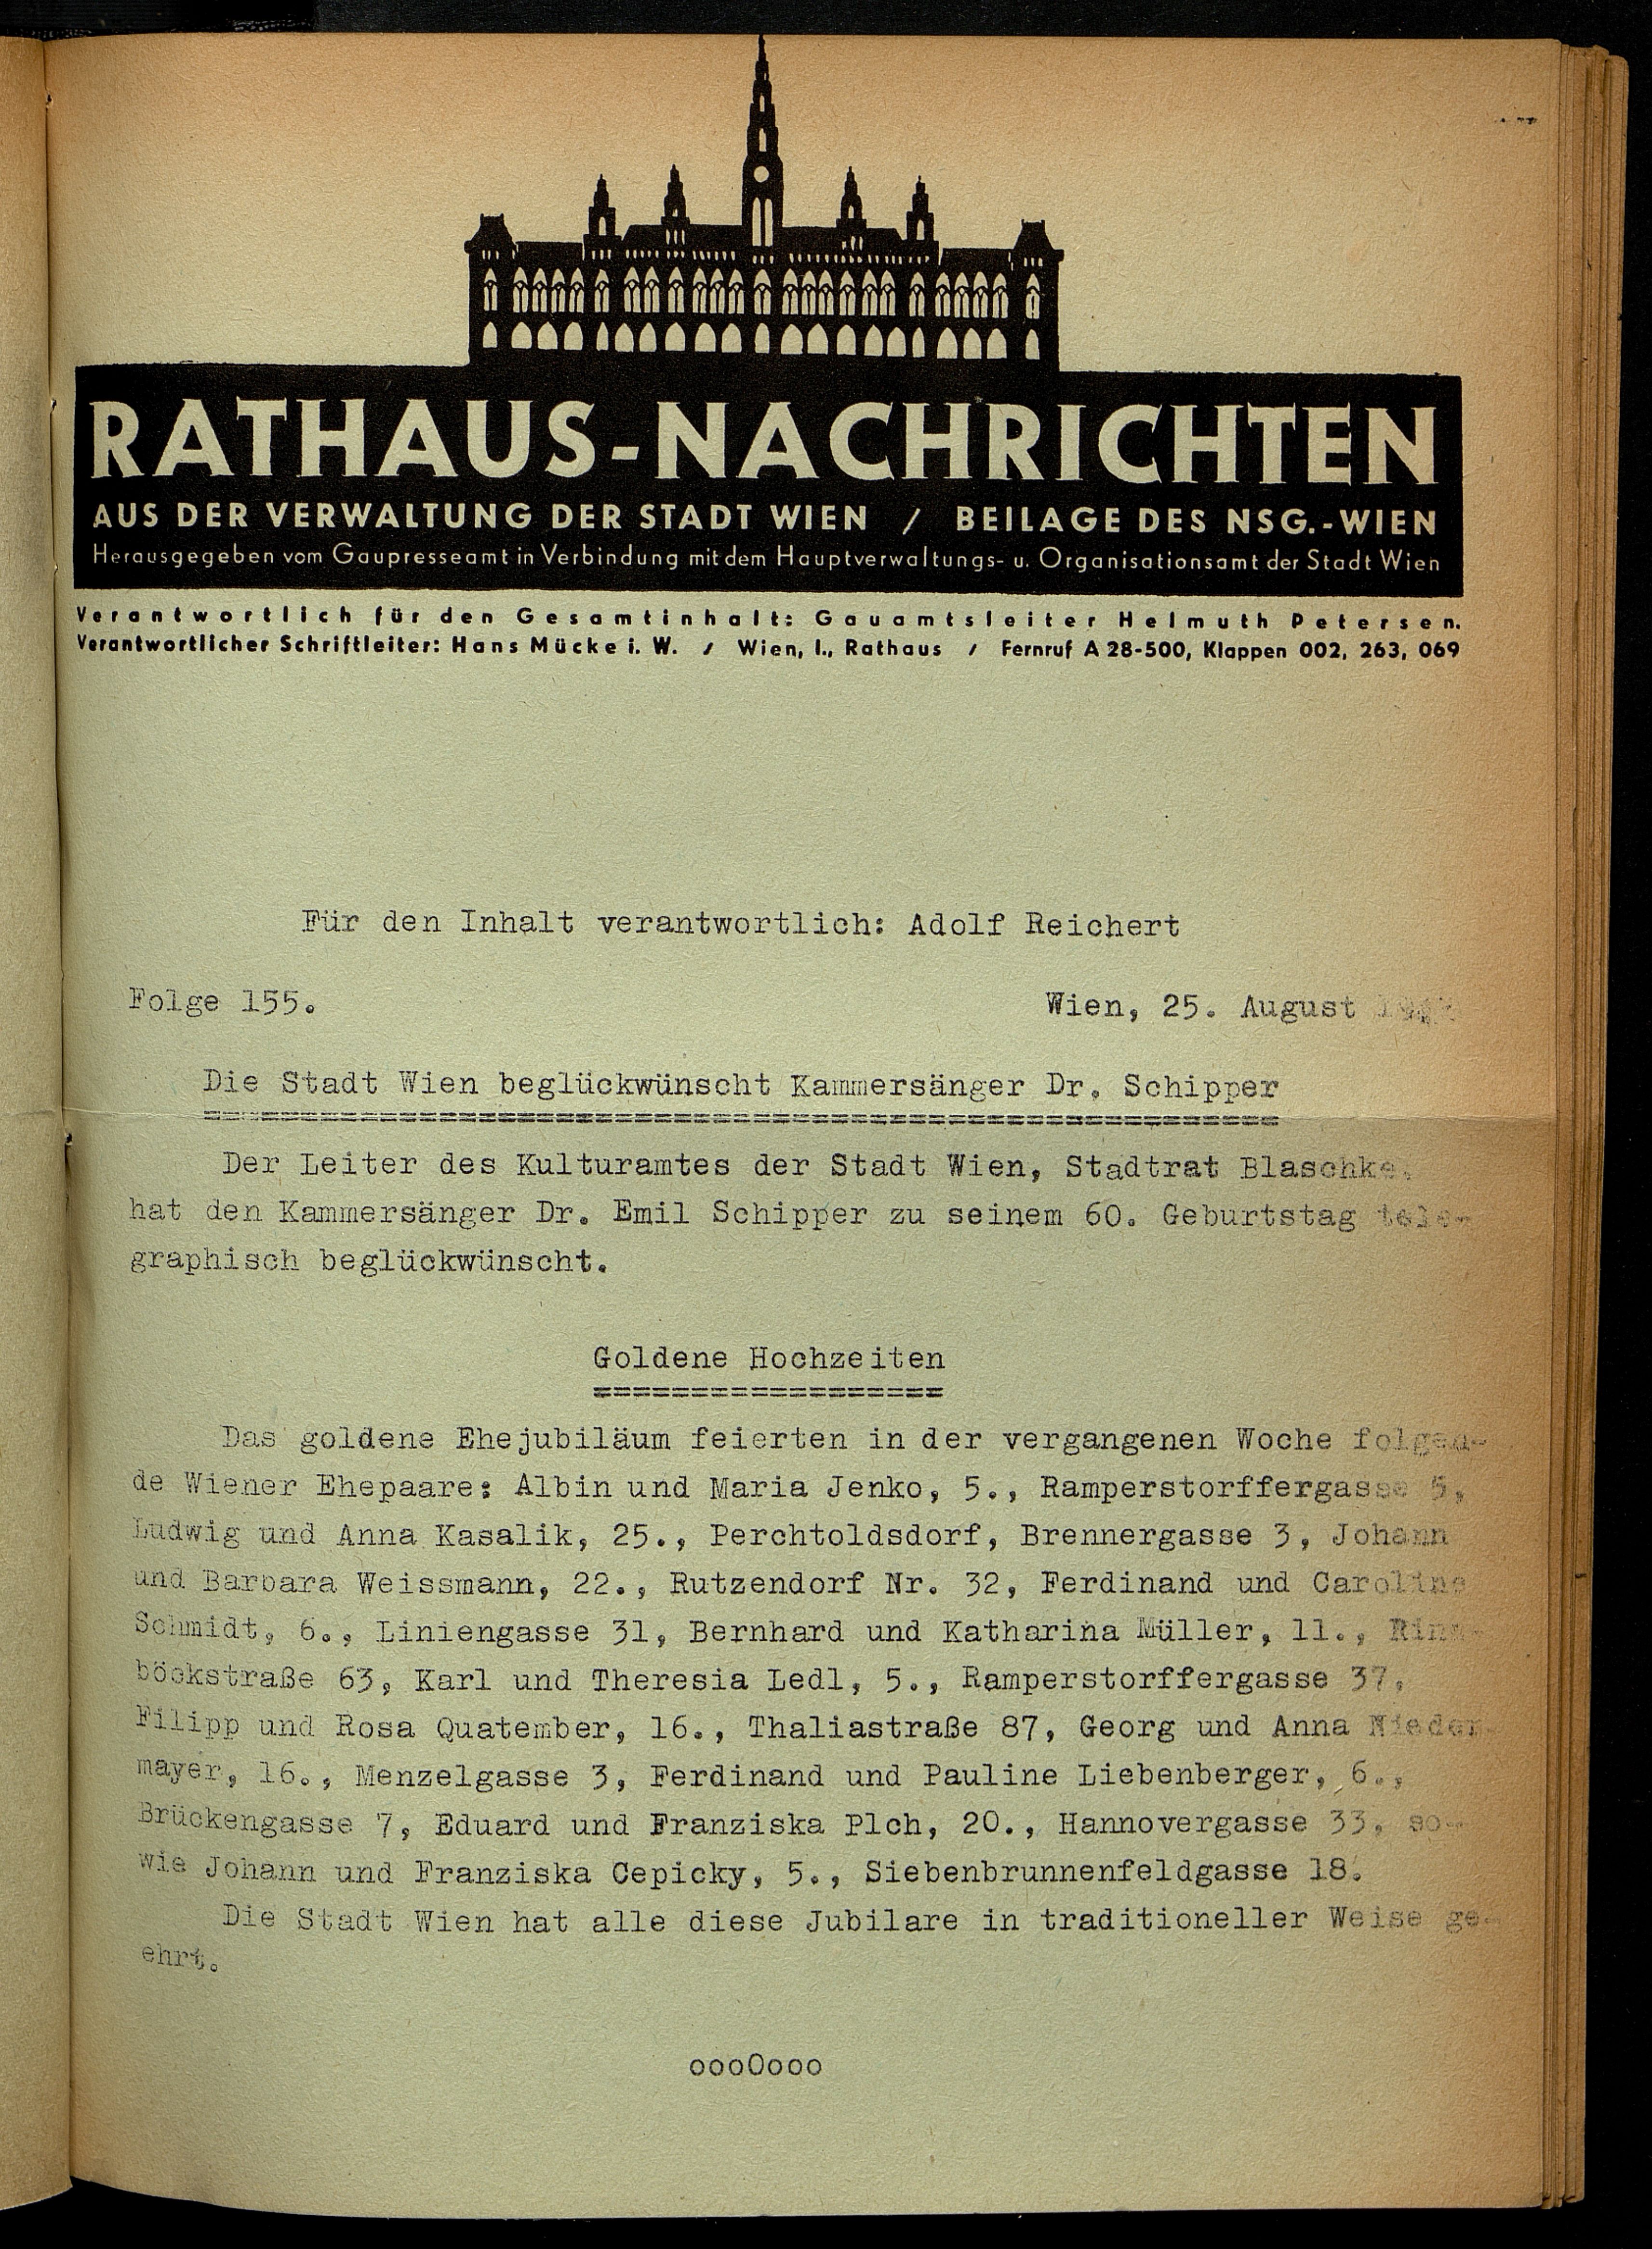 RATHAUS-NACHRICHTEN
AUS DER VERWALTUNG DER STADT WIEN / BEILAGE DES NSG.-WIEN
Herausgegeben vom Gaupresseamt in Verbindung mit dem Hauptverwaltungs- u. Organisationsamt der Stadt Wien
Verantwortlich für den Gesamtinhalt: Gauamtsleiter Helmuth Petersen.
Verantwortlicher Schriftleiter: Hans Mücke i. W. / Wien, I., Rathaus / Fernruf A 28-500, Klappen 002, 263, 069
Für den Inhalt verantwortlich: Adolf Reichert
Folge 155.
Wien, 25. August
Die Stadt Wien beglückwünscht Kammersänger Dr. Schipper
Der Leiter des Kulturamtes der Stadt Wien, Stadtrat Blaschke,
hat den Kammersänger Dr. Emil Schipper zu seinem 60. Geburtstag tele-
graphisch beglückwünscht.
Goldene Hochzeiten
Das goldene Ehejubiläum feierten in der vergangenen Woche folgen-
de Wiener Ehepaare: Albin und Maria Jenko, 5., Ramperstorffergasse 5,
Ludwig und Anna Kasalik, 25., Perchtoldsdorf, Brennergasse 3, Johann
und Barbara Weissmann, 22., Rutzendorf Nr. 32, Ferdinand und Caroline
Schmidt, 6., Liniengasse 31, Bernhard und Katharina Müller, 11., Rinn-
böckstraße 63, Karl und Theresia Ledl, 5., Ramperstorffergasse 37,
Filipp und Rosa Quatember, 16., Thaliastraße 87, Georg und Anna Nieder-
mayer, 16., Menzelgasse 3, Ferdinand und Pauline Liebenberger, 6.,
Brückengasse 7, Eduard und Franziska Plch, 20., Hannovergasse 33, so-
wie Johann und Franziska Cepicky, 5., Siebenbrunnenfeldgasse 18.
Die Stadt Wien hat alle diese Jubilare in traditioneller Weise ge-
ehrt.
oooOooo